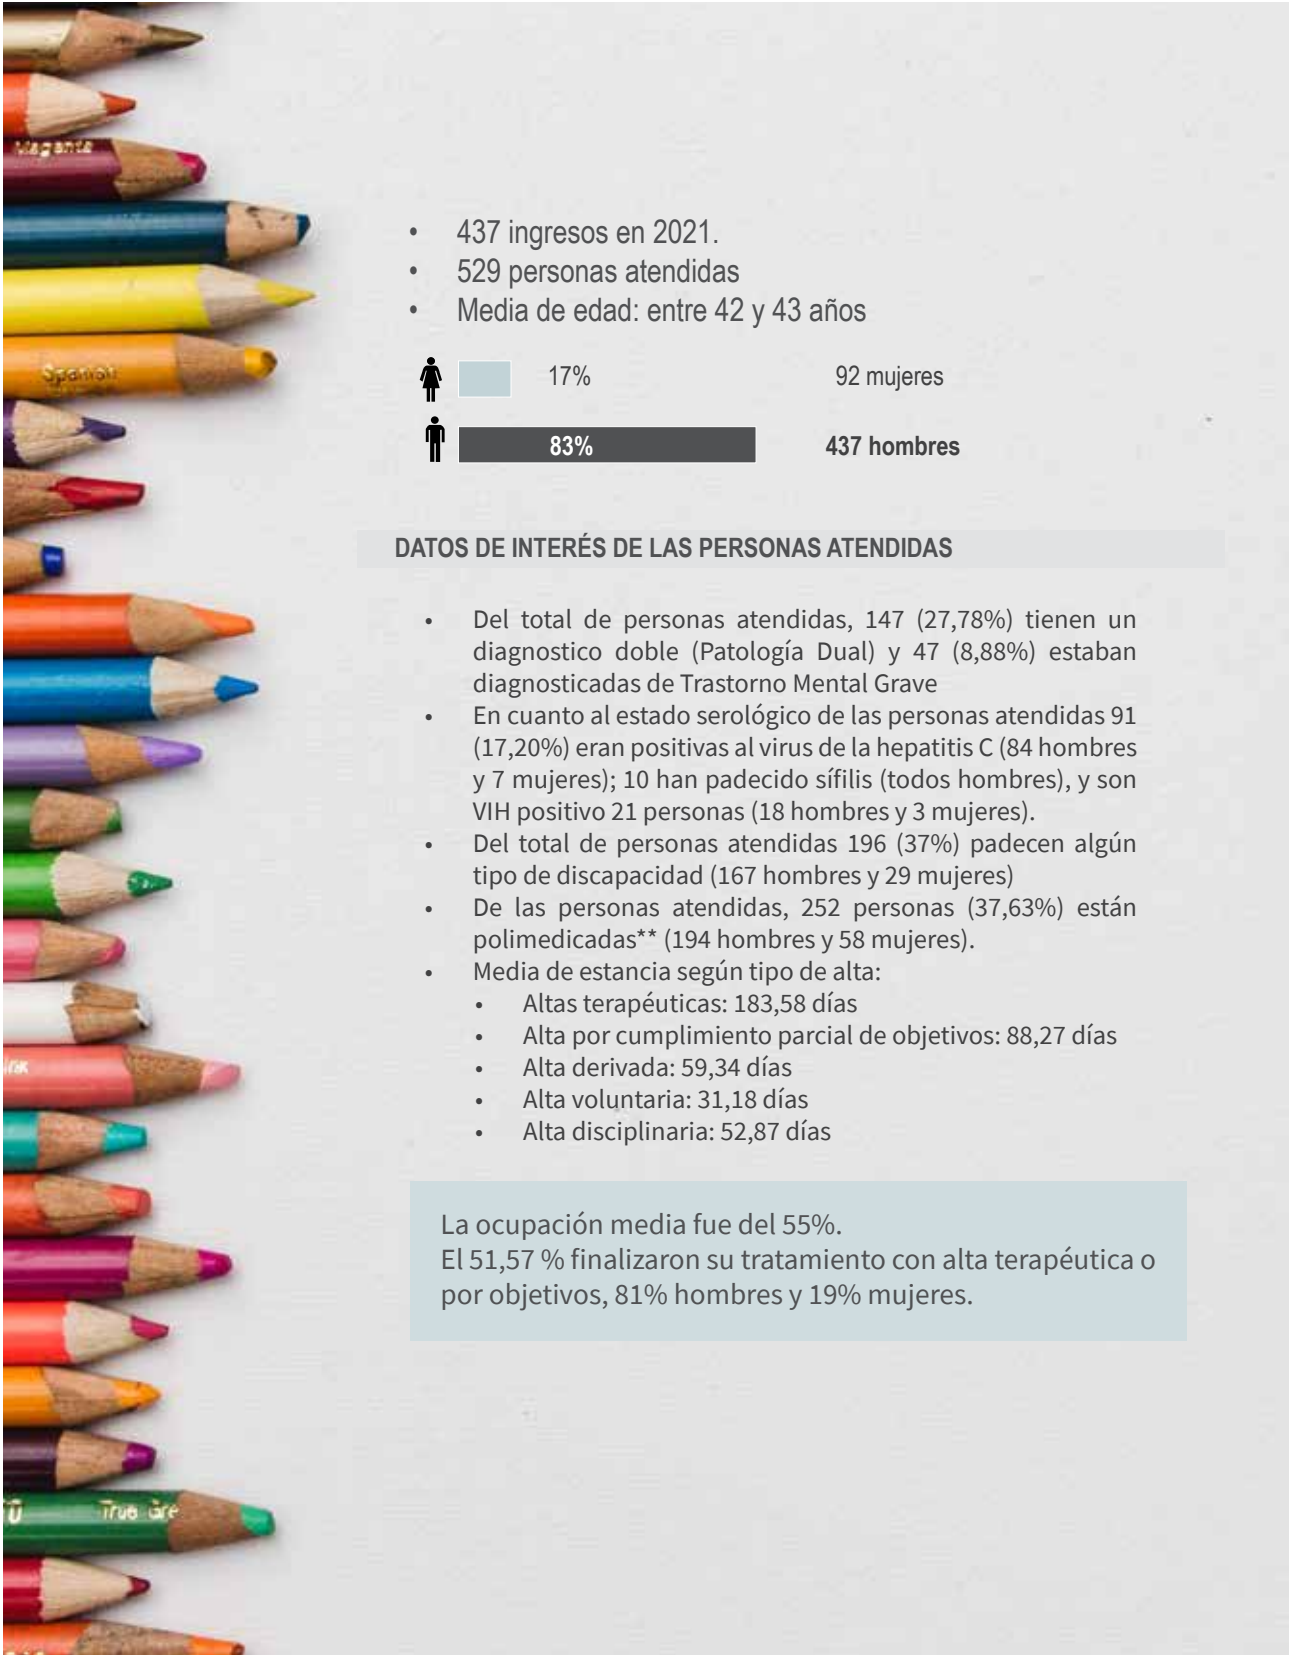 Magenta
Spanish
• 437 ingresos en 2021.
• 529 personas atendidas
• Media de edad: entre 42 y 43 años
17% 92 mujeres
83% 437 hombres
DATOS DE INTERÉS DE LAS PERSONAS ATENDIDAS
• Del total de personas atendidas, 147 (27,78%) tienen un
diagnostico doble (Patología Dual) y 47 (8,88%) estaban
diagnosticadas de Trastorno Mental Grave
• En cuanto al estado serológico de las personas atendidas 91
(17,20%) eran positivas al virus de la hepatitis C (84 hombres
y 7 mujeres); 10 han padecido sífilis (todos hombres), y son
VIH positivo 21 personas (18 hombres y 3 mujeres).
• Del total de personas atendidas 196 (37%) padecen algún
tipo de discapacidad (167 hombres y 29 mujeres)
• De las personas atendidas, 252 personas (37,63%) están
polimedicadas** (194 hombres y 58 mujeres).
• Media de estancia según tipo de alta:
• Altas terapéuticas: 183,58 días
• Alta por cumplimiento parcial de objetivos: 88,27 días
• Alta derivada: 59,34 días
• Alta voluntaria: 31,18 días
• Alta disciplinaria: 52,87 días
La ocupación media fue del 55%.
El 51,57 % finalizaron su tratamiento con alta terapéutica o
por objetivos, 81% hombres y 19% mujeres.
True Gre